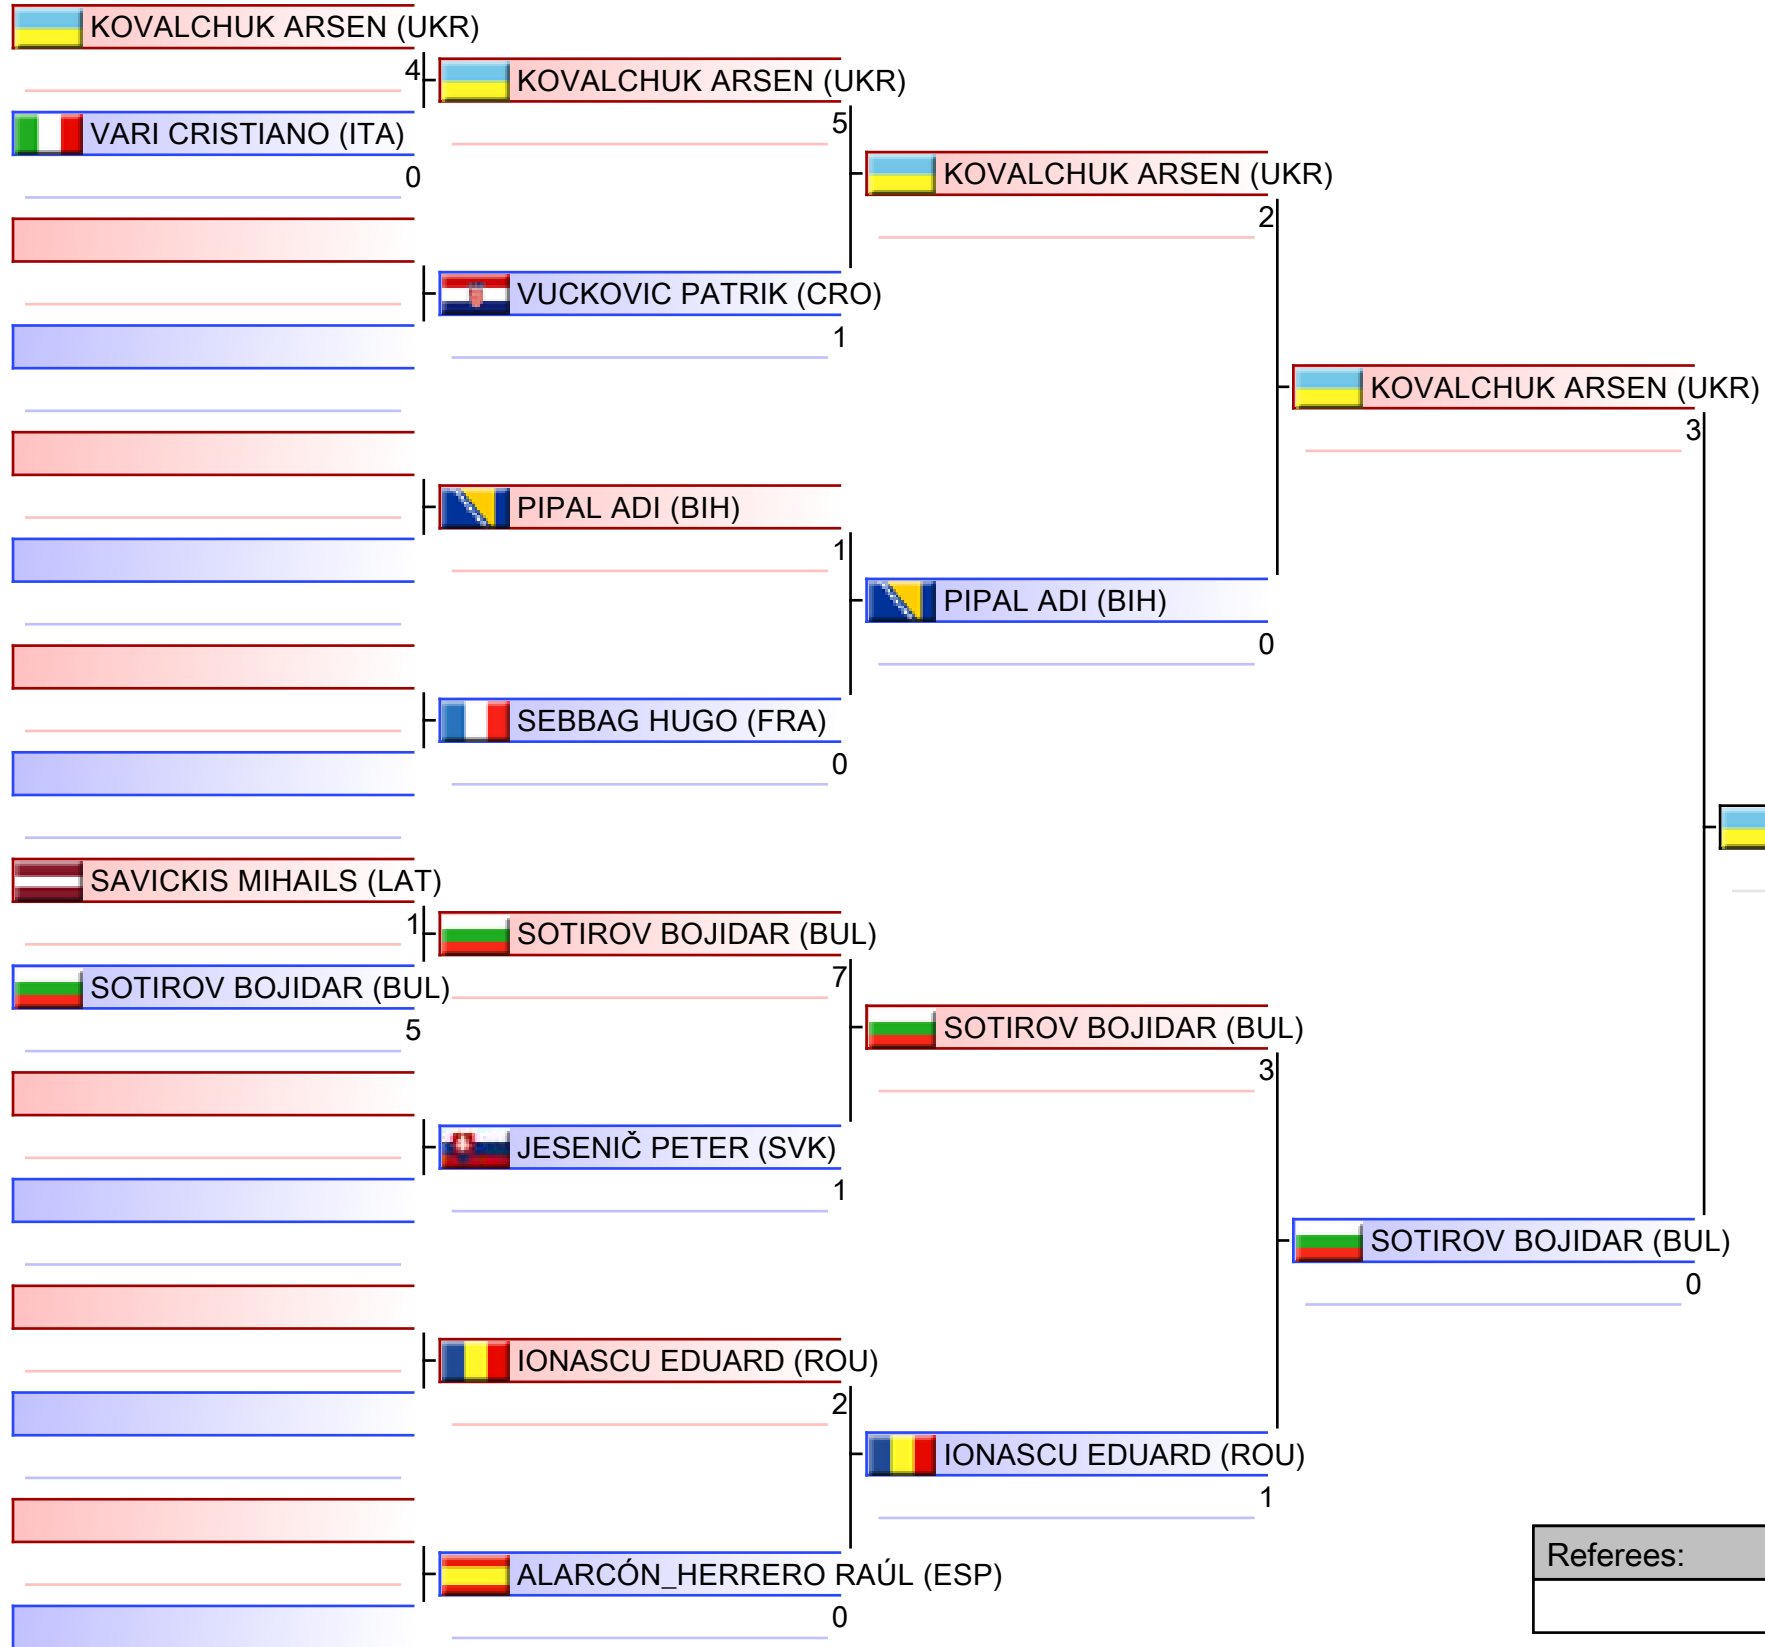 KOVALCHUK ARSEN (UKR)
4
VARI CRISTIANO (ITA)
0
KOVALCHUK ARSEN (UKR)
5
VUCKOVIC PATRIK (CRO)
1
PIPAL ADI (BIH)
1
SEBBAG HUGO (FRA)
0
SAVICKIS MIHAILS (LAT)
1
SOTIROV BOJIDAR (BUL)
5
SOTIROV BOJIDAR (BUL)
7
JESENIČ PETER (SVK)
1
IONASCU EDUARD (ROU)
2
ALARCÓN_HERRERO RAÚL (ESP)
0
KOVALCHUK ARSEN (UKR)
2
PIPAL ADI (BIH)
0
SOTIROV BOJIDAR (BUL)
3
IONASCU EDUARD (ROU)
1
KOVALCHUK ARSEN (UKR)
3
SOTIROV BOJIDAR (BUL)
0
Referees: